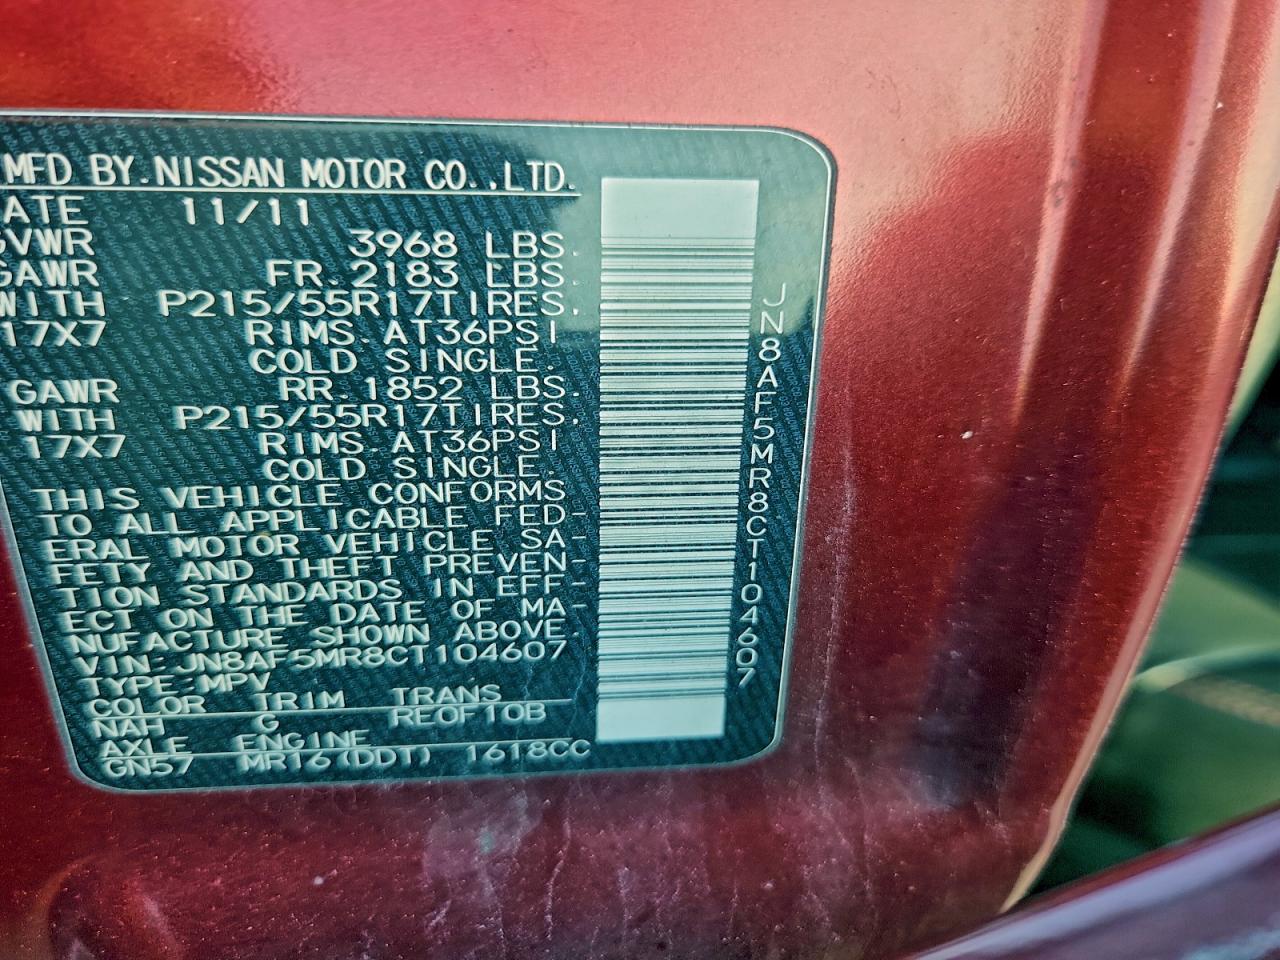 MFD BY.NISSAN MOTOR CO.,LTD.
ATE 11/11
GVWR 3968 LBS.
GAWR FR.2183 LBS.
WITH P215/55R17TIRES.
17X7 RIMS.AT36PSI
COLD SINGLE.
GAWR RR.1852 LBS.
WITH P215/55R17TIRES.
17X7 RIMS.AT36PSI
COLD SINGLE.
THIS VEHICLE CONFORMS
TO ALL APPLICABLE FED-
ERAL MOTOR VEHICLE SA-
FETY AND THEFT PREVEN-
TION STANDARDS IN EFF-
ECT ON THE DATE OF MA-
NUFACTURE SHOWN ABOVE.
VIN:JN8AF5MR8CT104607
TYPE:MPV
COLOR TRIM TRANS
NAH G RE0F10B
AXLE ENGINE
GN57 MR16(DDT) 1618CC
JN8AF5MR8CT104607